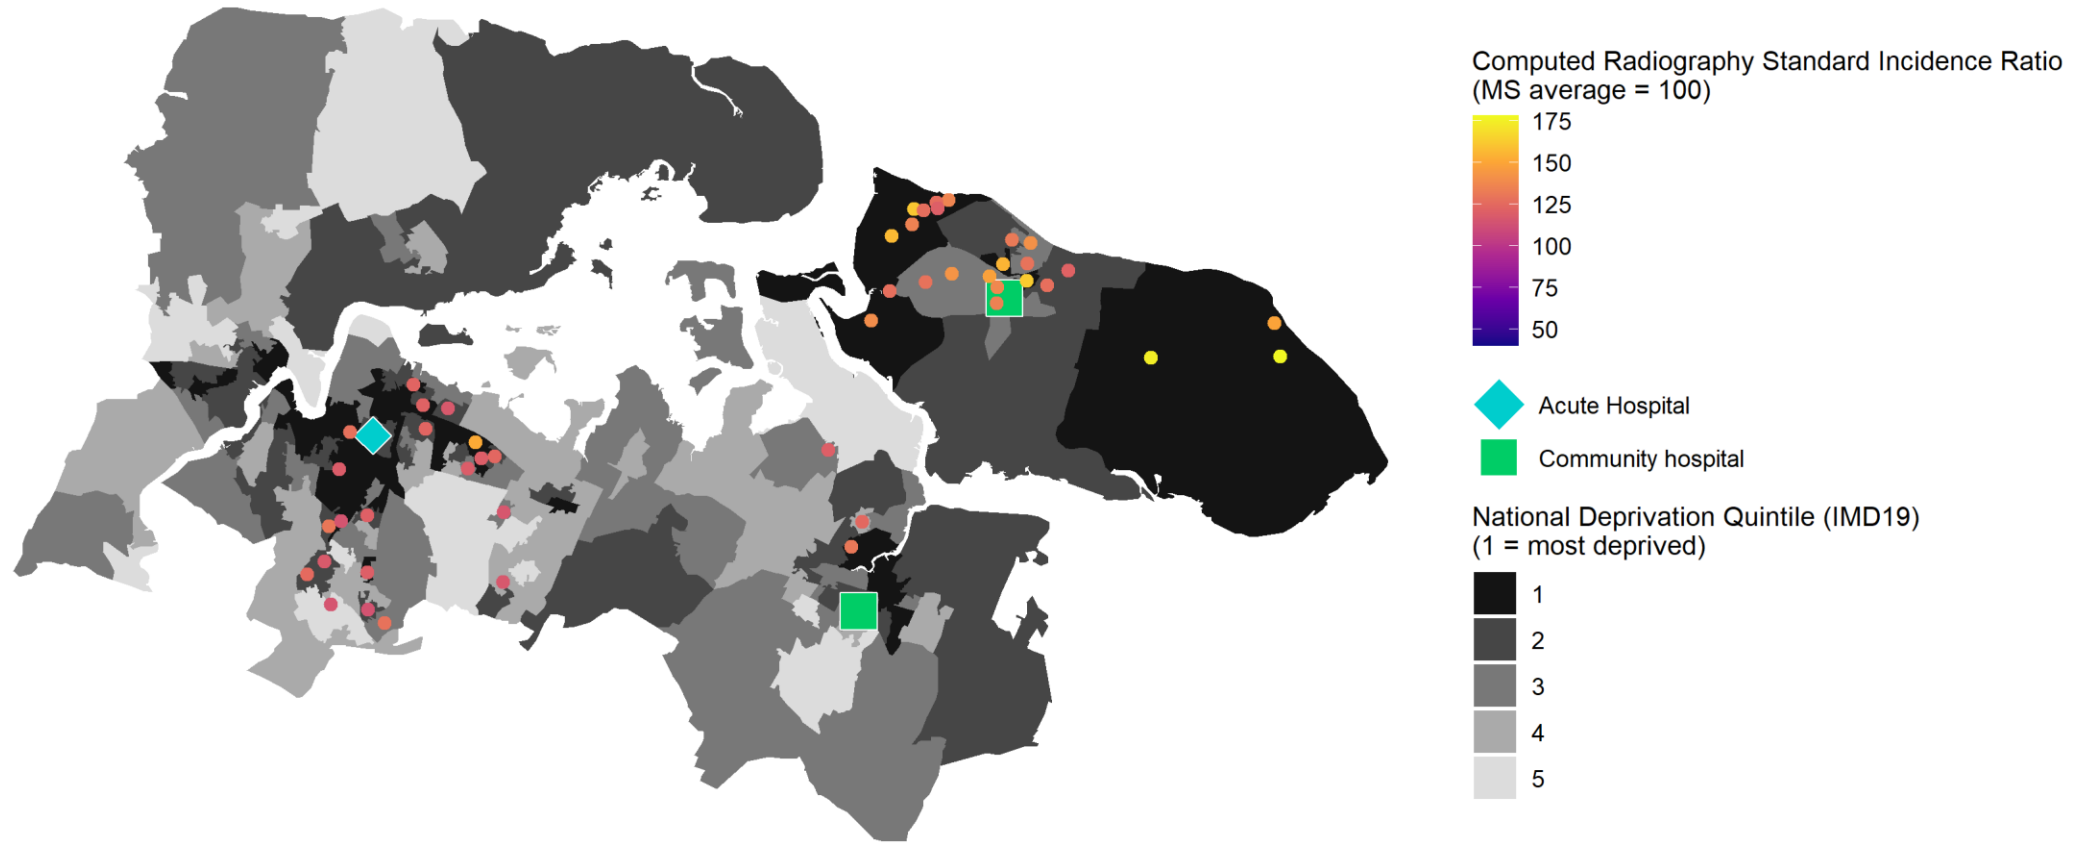 Computed Radiography Standard Incidence Ratio
(MS average = 100)
175
150
125
100
75
50
Acute Hospital
Community hospital
National Deprivation Quintile (IMD19)
(1 = most deprived)
1
2
3
4
5